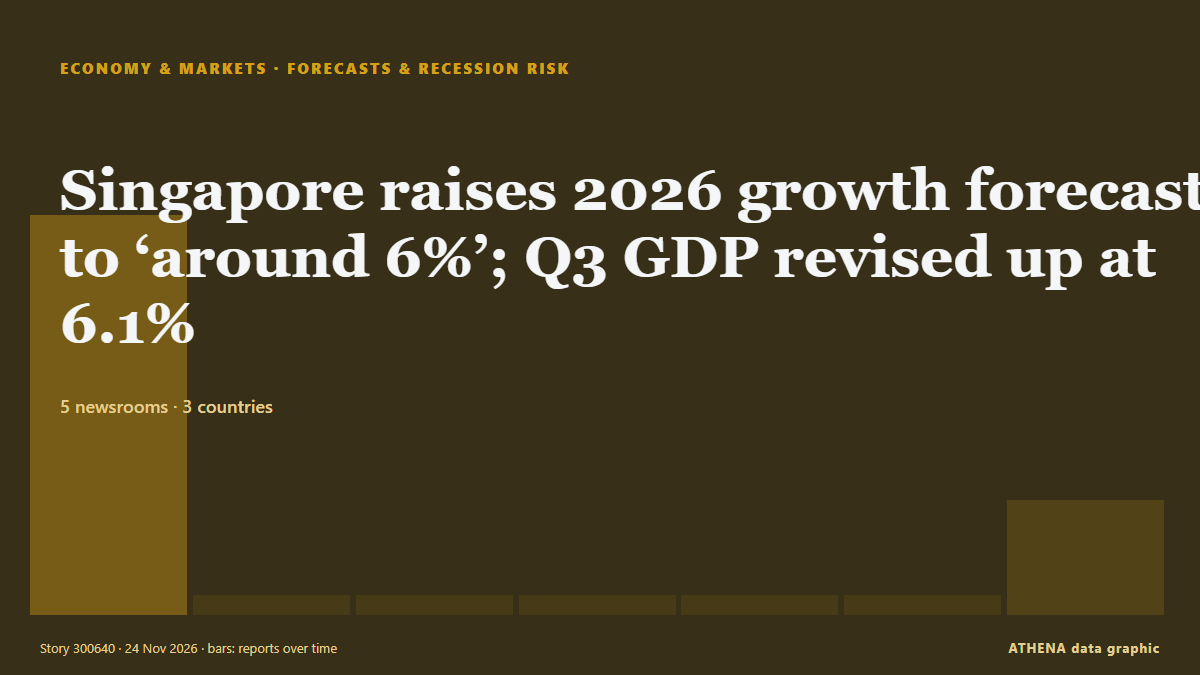 ECONOMY & MARKETS · FORECASTS & RECESSION RISK
Singapore raises 2026 growth forecast
to ‘around 6%’; Q3 GDP revised up at
6.1%
5 newsrooms · 3 countries
Story 300640 · 24 Nov 2026 · bars: reports over time
ATHENA data graphic